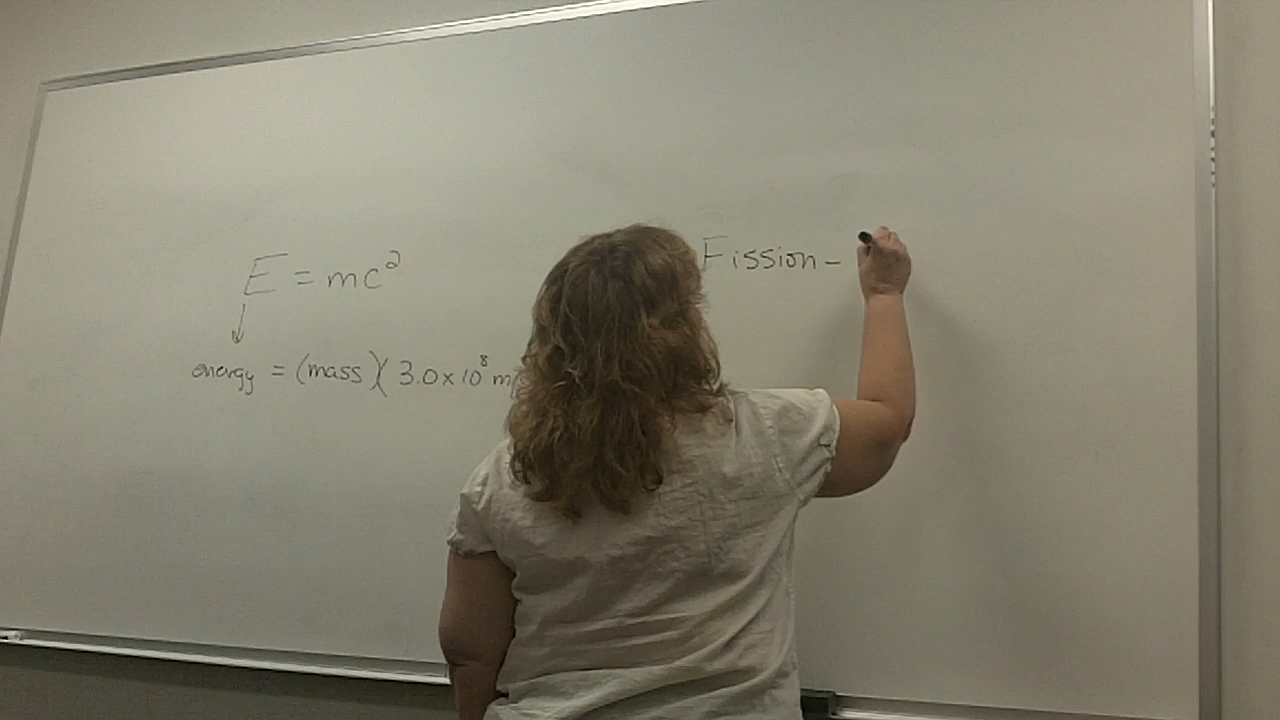 E = mc²
energy = (mass)(3.0x10⁸ m
Fission -